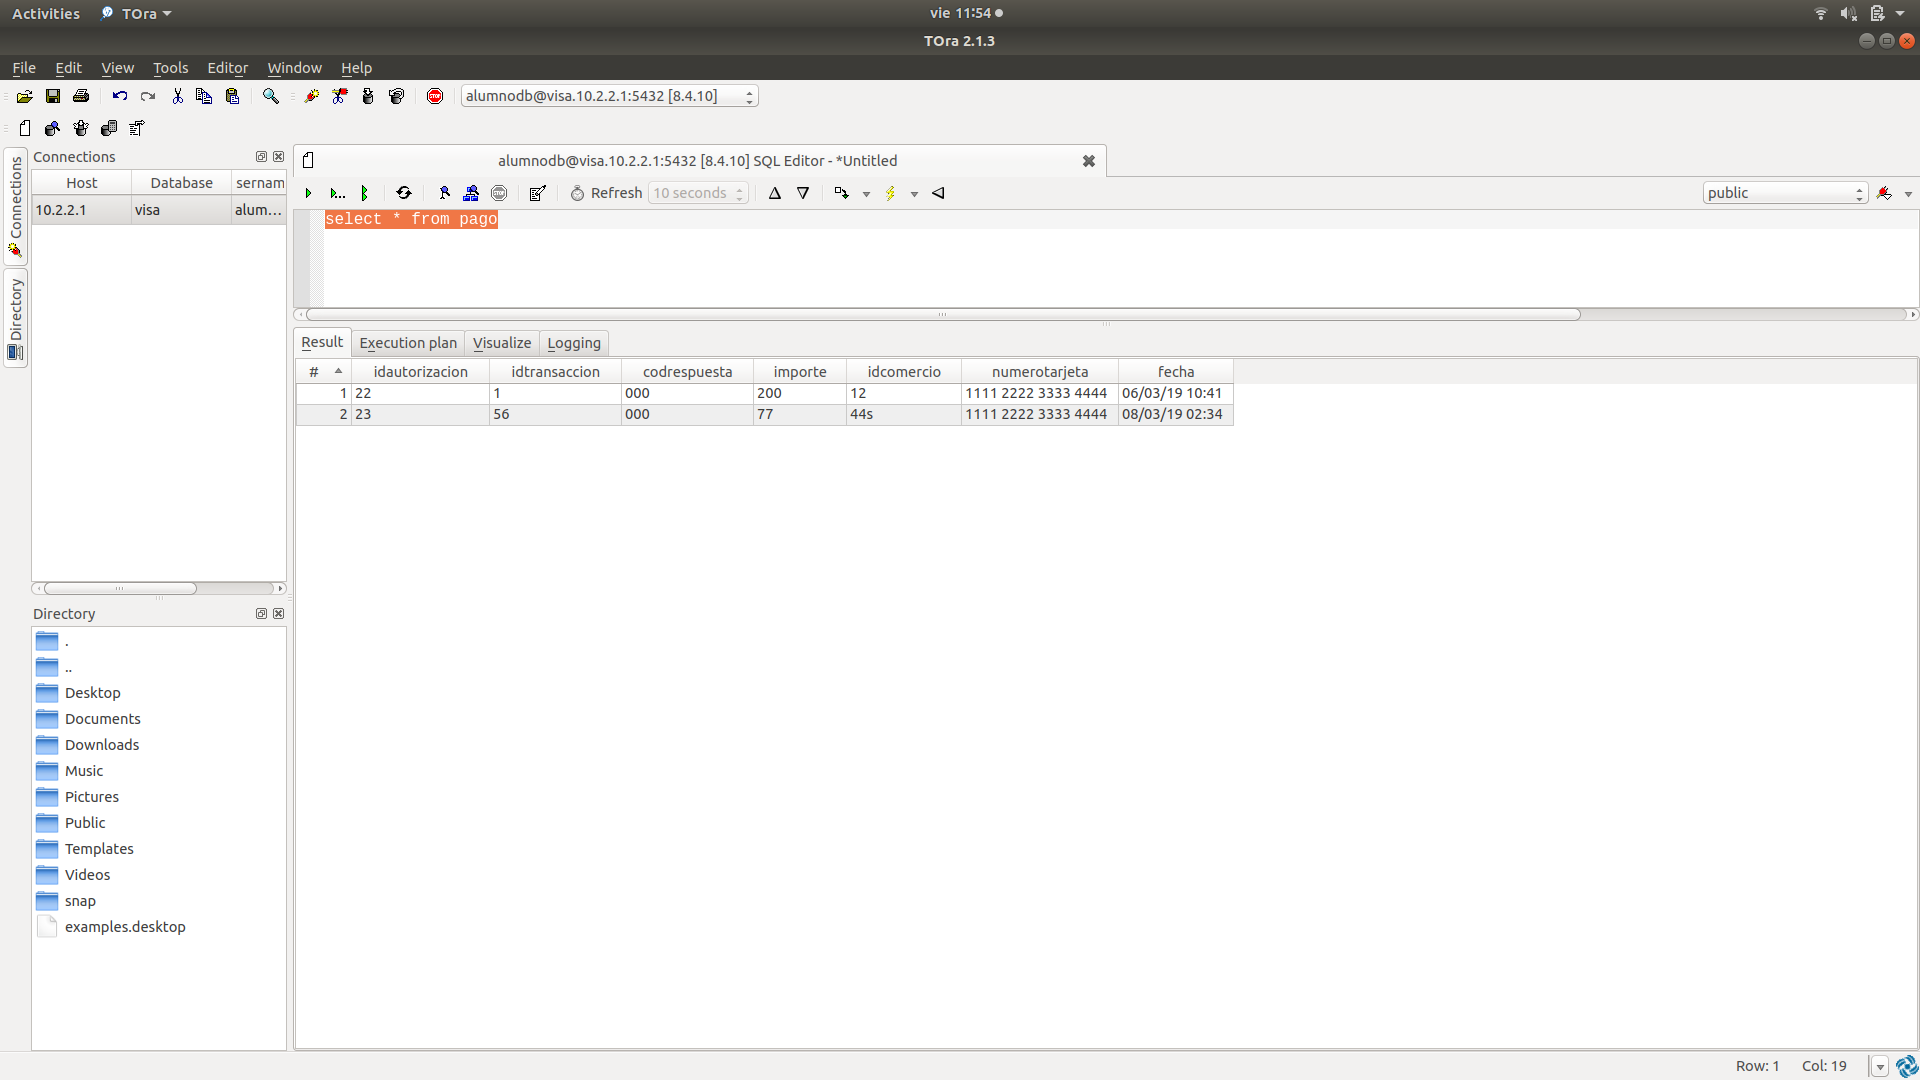 Activities TOra vie 11:54
TOra 2.1.3
File Edit View Tools Editor Window Help
alumnodb@visa.10.2.2.1:5432 [8.4.10]
Connections
Directory
Connections
Host Database sernam
10.2.2.1 visa alum...
Directory
.
..
Desktop
Documents
Downloads
Music
Pictures
Public
Templates
Videos
snap
examples.desktop
alumnodb@visa.10.2.2.1:5432 [8.4.10] SQL Editor - *Untitled
Refresh 10 seconds public
select * from pago
Result Execution plan Visualize Logging
# idautorizacion idtransaccion codrespuesta importe idcomercio numerotarjeta fecha
1 22 1 000 200 12 1111 2222 3333 4444 06/03/19 10:41
2 23 56 000 77 44s 1111 2222 3333 4444 08/03/19 02:34
Row: 1 Col: 19